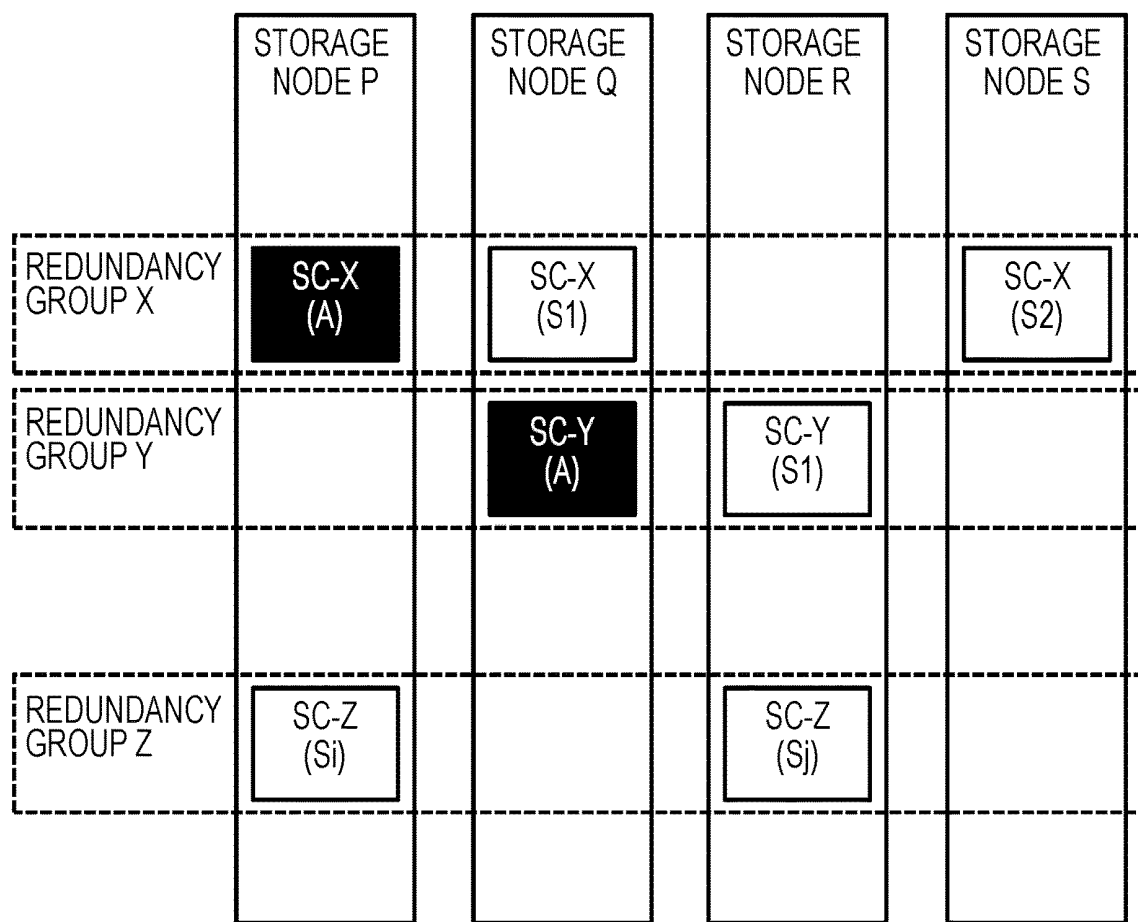 STORAGE
NODE P
STORAGE
NODE Q
STORAGE
NODE R
STORAGE
NODE S
REDUNDANCY
GROUP X
SC-X
(A)
SC-X
(S1)
SC-X
(S2)
REDUNDANCY
GROUP Y
SC-Y
(A)
SC-Y
(S1)
REDUNDANCY
GROUP Z
SC-Z
(Si)
SC-Z
(Sj)